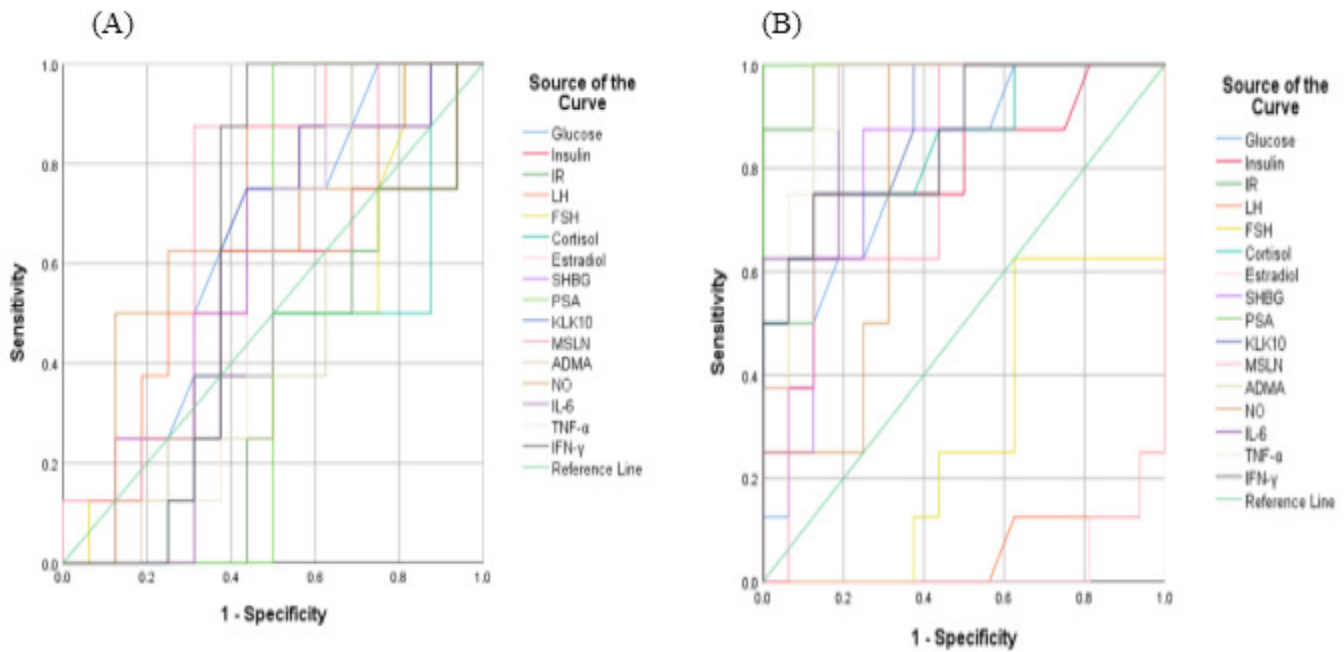 (A)
1.0
0.8
0.6
0.4
0.2
0.0
Sensitivity
0.0 0.2 0.4 0.6 0.8 1.0
1 - Specificity
Source of the
Curve
Glucose
Insulin
IR
LH
FSH
Cortisol
Estradiol
SHBG
PSA
KLK10
MSLN
ADMA
NO
IL-6
TNF-α
IFN-γ
Reference Line
(B)
1.0
0.8
0.6
0.4
0.2
0.0
Sensitivity
0.0 0.2 0.4 0.6 0.8 1.0
1 - Specificity
Source of the
Curve
Glucose
Insulin
IR
LH
FSH
Cortisol
Estradiol
SHBG
PSA
KLK10
MSLN
ADMA
NO
IL-6
TNF-α
IFN-γ
Reference Line